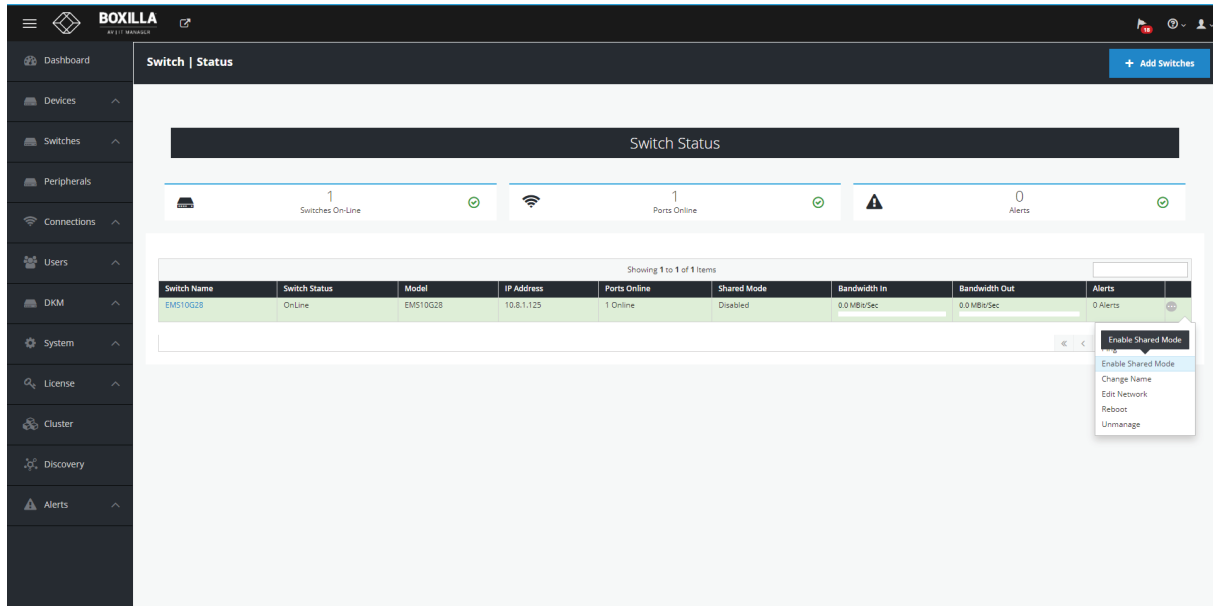 BOXILLA
AV | IT MANAGER
18
Dashboard
Devices
Switches
Peripherals
Connections
Users
DKM
System
License
Cluster
Discovery
Alerts
Switch | Status
+ Add Switches
Switch Status
1
Switches On-Line
1
Ports Online
0
Alerts
Showing 1 to 1 of 1 Items
Switch Name Switch Status Model IP Address Ports Online Shared Mode Bandwidth In Bandwidth Out Alerts
EMS10G28 OnLine EMS10G28 10.8.1.125 1 Online Disabled 0.0 MBit/Sec 0.0 MBit/Sec 0 Alerts
« <
Enable Shared Mode
Enable Shared Mode
Change Name
Edit Network
Reboot
Unmanage